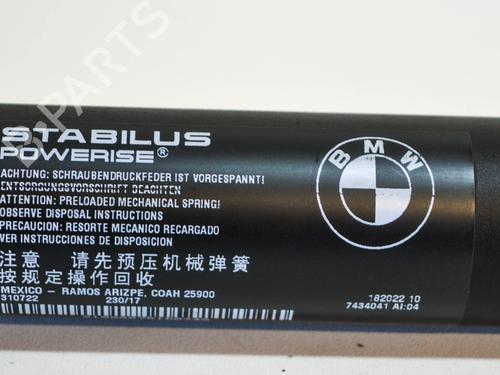 STABILUS
POWERISE®
ACHTUNG: SCHRAUBENDRUCKFEDER IST VORGESPANNT!
ENTSORGUNGSVORSCHRIFT BEACHTEN
ATTENTION: PRELOADED MECHANICAL SPRING!
OBSERVE DISPOSAL INSTRUCTIONS
PRECAUCION: RESORTE MECANICO RECARGADO
VER INSTRUCCIONES DE DISPOSICION
注意 请先预压机械弹簧
按规定操作回收
MEXICO - RAMOS ARIZPE, COAH 25900
310722 230/17
BMW
182022 10
7434041 AI:04
PARTS